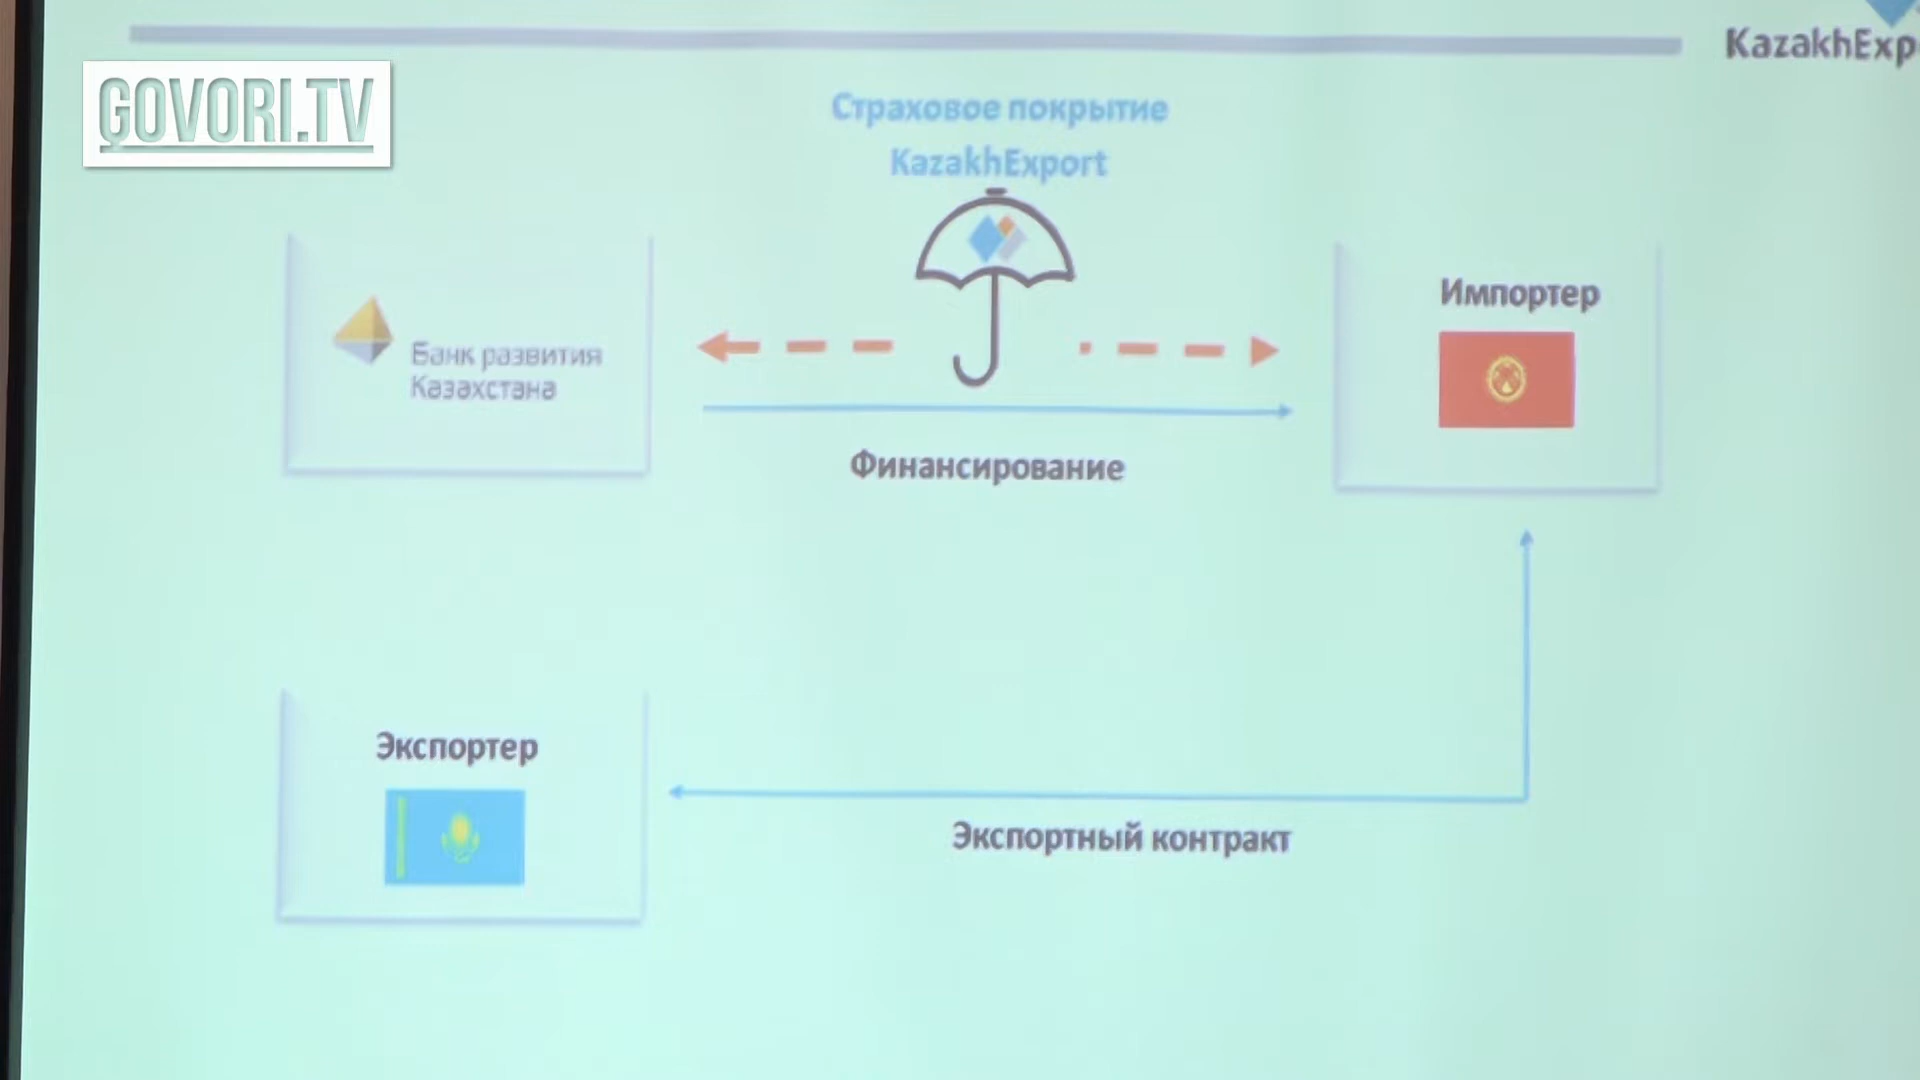 KazakhExp
GOVORI.TV
Страховое покрытие
KazakhExport
Импортер
Банк развития
Казахстана
Финансирование
Экспортер
Экспортный контракт